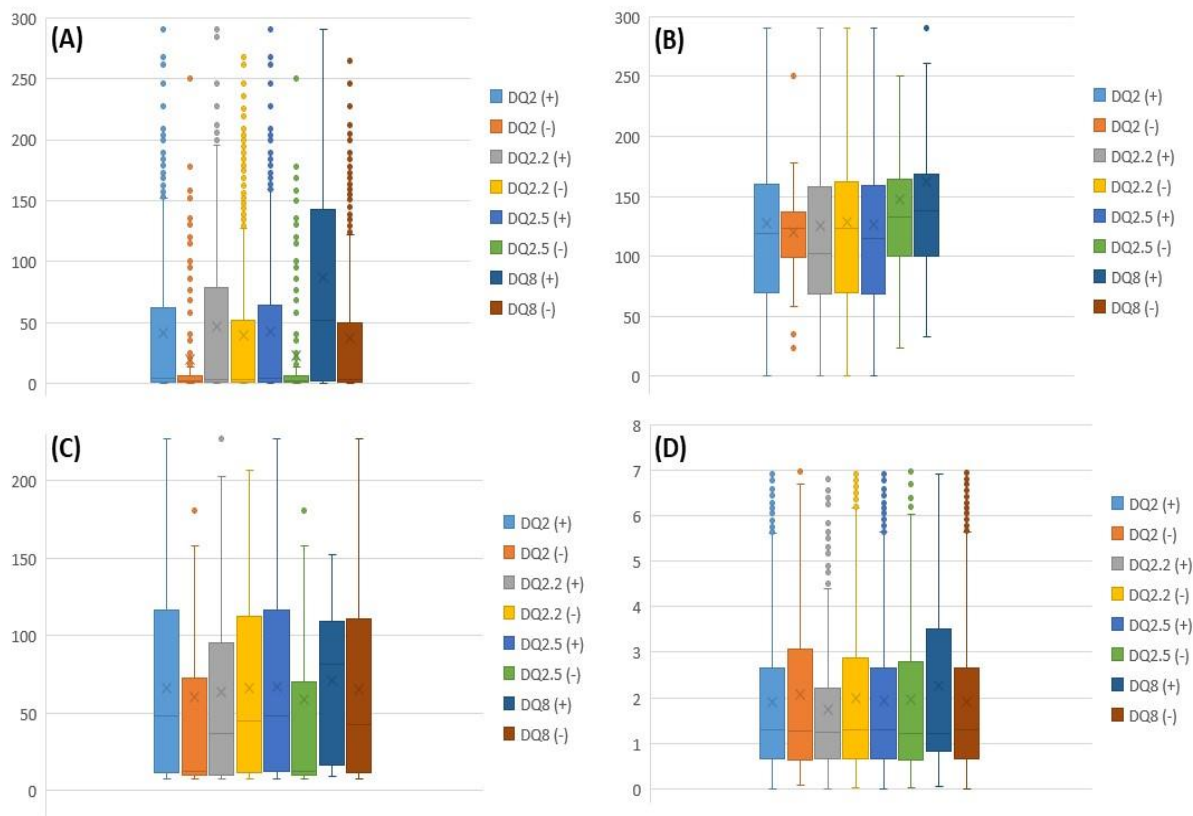 (A)
300
250
200
150
100
50
0
DQ2 (+)
DQ2 (-)
DQ2.2 (+)
DQ2.2 (-)
DQ2.5 (+)
DQ2.5 (-)
DQ8 (+)
DQ8 (-)
(B)
300
250
200
150
100
50
0
DQ2 (+)
DQ2 (-)
DQ2.2 (+)
DQ2.2 (-)
DQ2.5 (+)
DQ2.5 (-)
DQ8 (+)
(C)
200
150
100
50
0
DQ2 (+)
DQ2 (-)
DQ2.2 (+)
DQ2.2 (-)
DQ2.5 (+)
DQ2.5 (-)
DQ8 (+)
DQ8 (-)
(D)
8
7
6
5
4
3
2
1
0
DQ2 (+)
DQ2 (-)
DQ2.2 (+)
DQ2.2 (-)
DQ2.5 (+)
DQ2.5 (-)
DQ8 (+)
DQ8 (-)